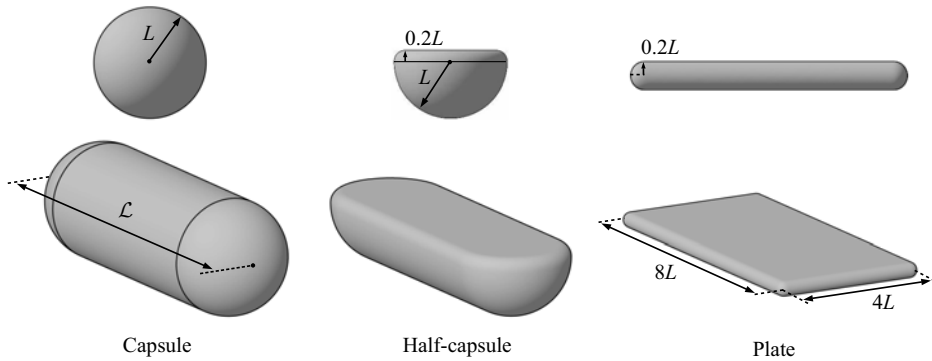 L
0.2L
L
0.2L
ℒ
8L
4L
Capsule
Half-capsule
Plate